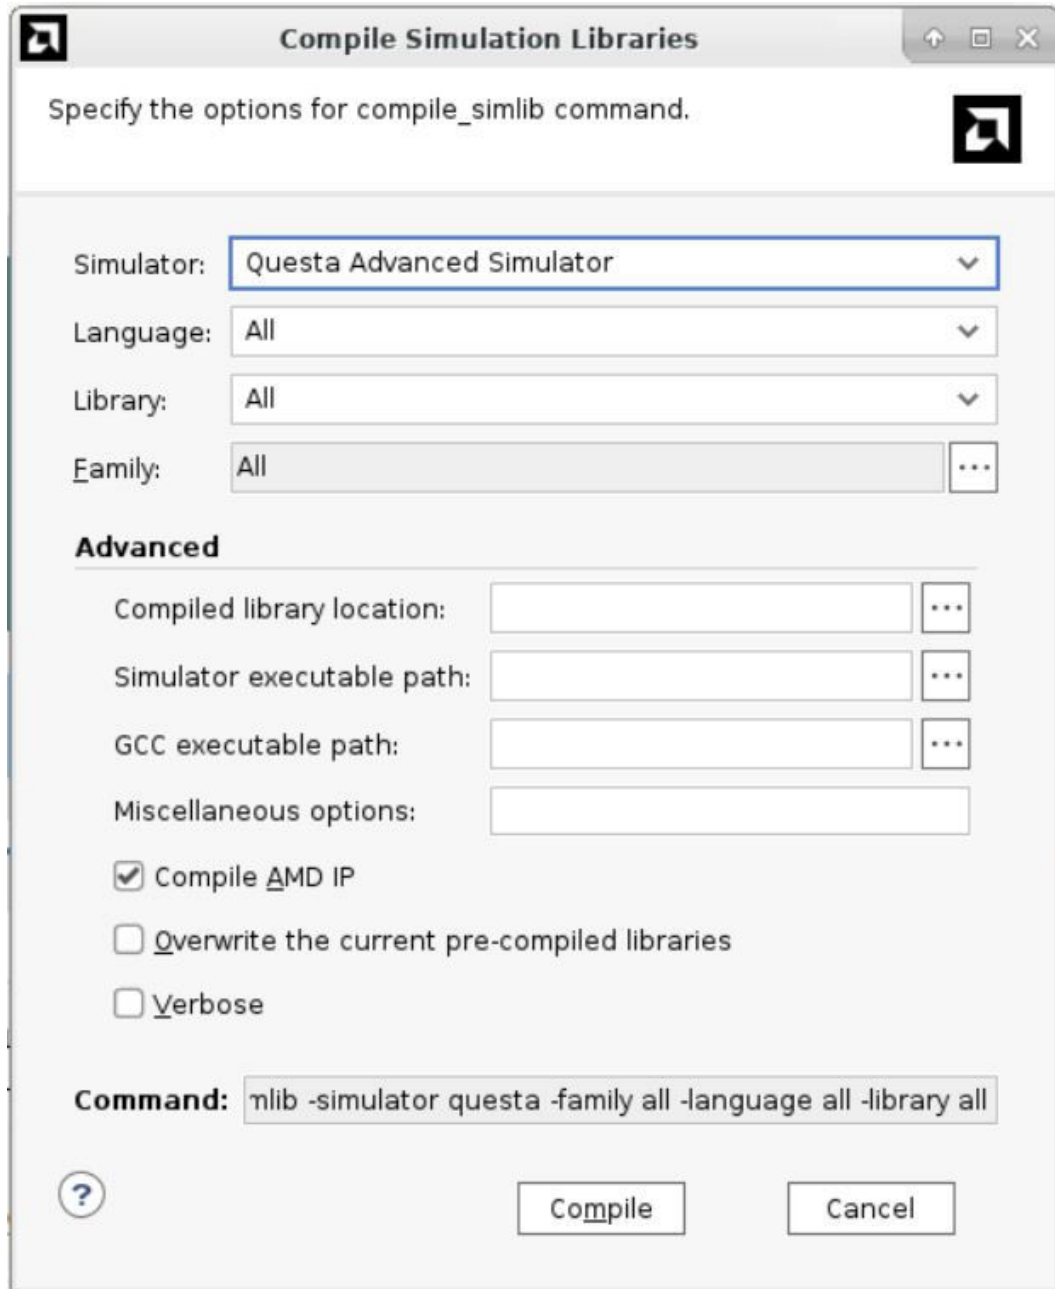 Compile Simulation Libraries
Specify the options for compile_simlib command.
Simulator: Questa Advanced Simulator
Language: All
Library: All
Family: All ...
Advanced
Compiled library location: ...
Simulator executable path: ...
GCC executable path: ...
Miscellaneous options:
Compile AMD IP
Overwrite the current pre-compiled libraries
Verbose
Command: mlib -simulator questa -family all -language all -library all
? Compile Cancel